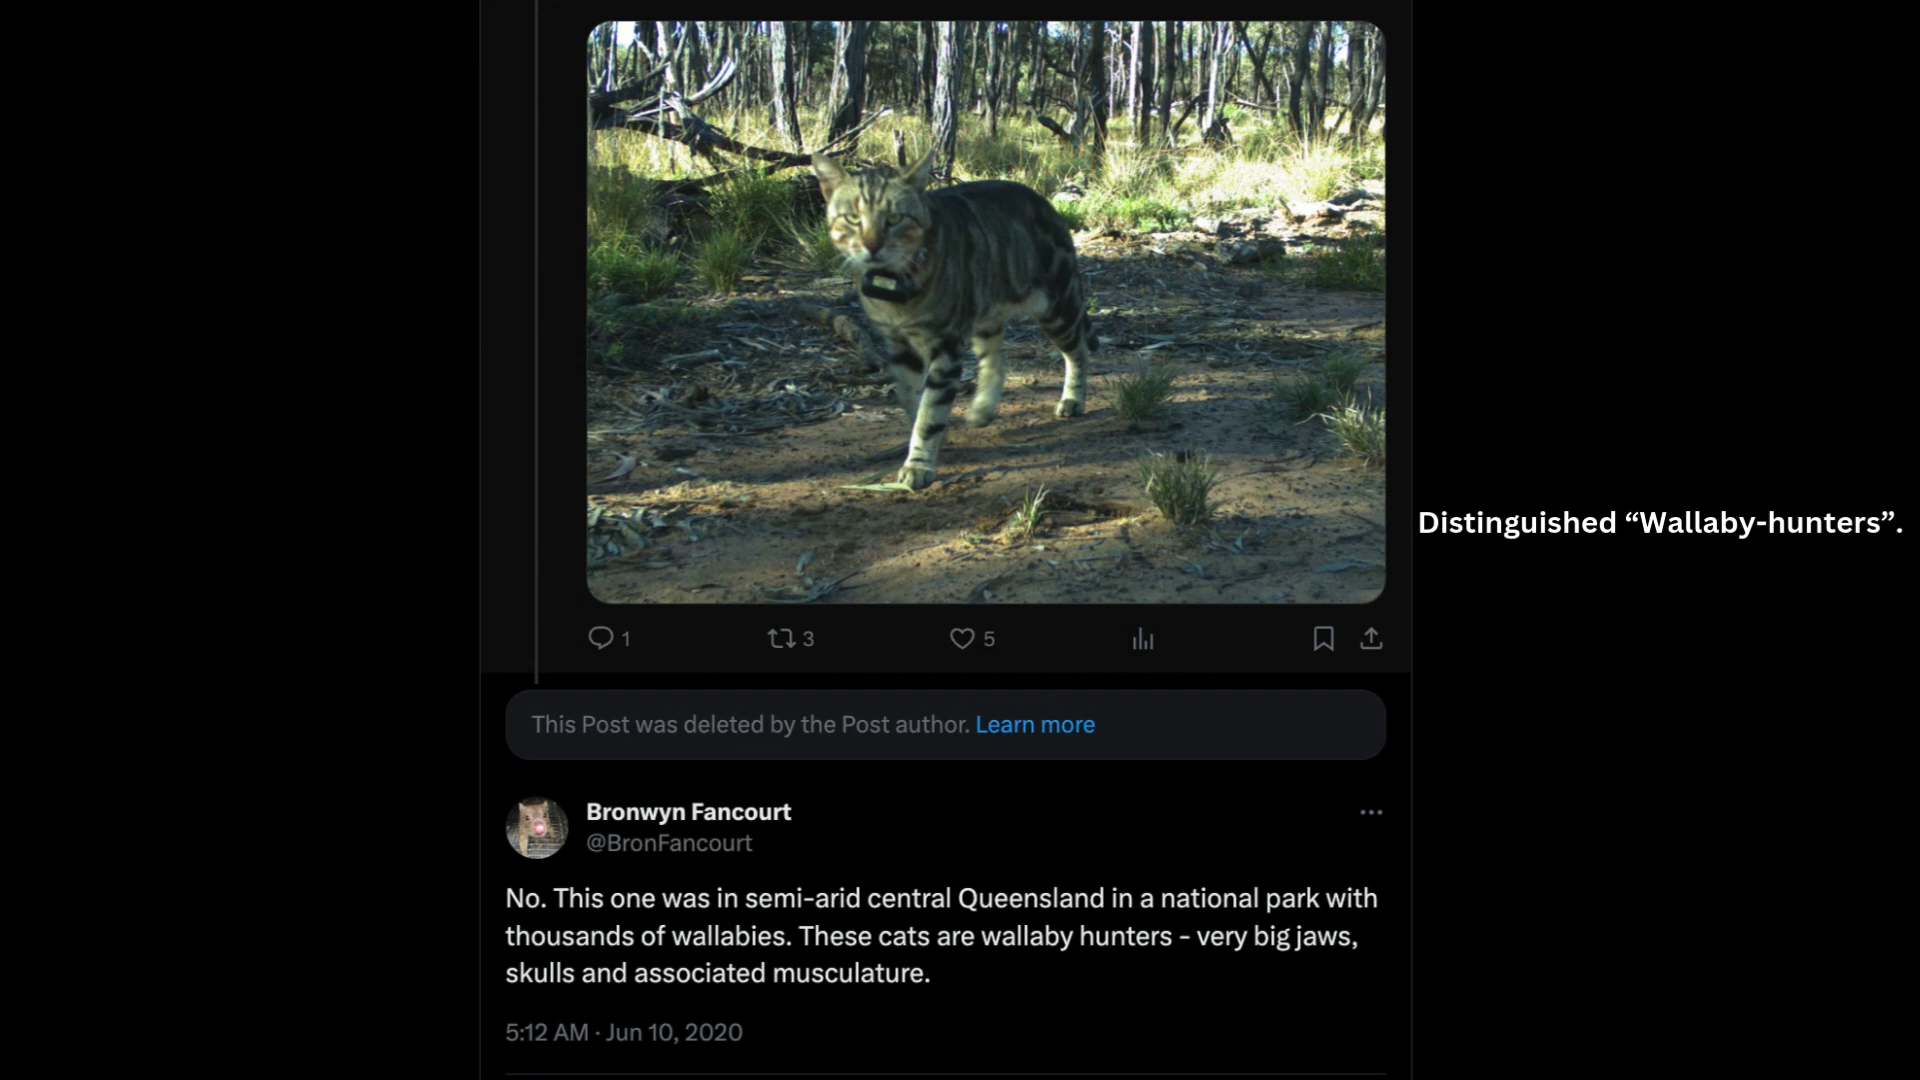 Distinguished “Wallaby-hunters”.
1 3 5
This Post was deleted by the Post author. Learn more
Bronwyn Fancourt
@BronFancourt
No. This one was in semi-arid central Queensland in a national park with
thousands of wallabies. These cats are wallaby hunters - very big jaws,
skulls and associated musculature.
5:12 AM · Jun 10, 2020